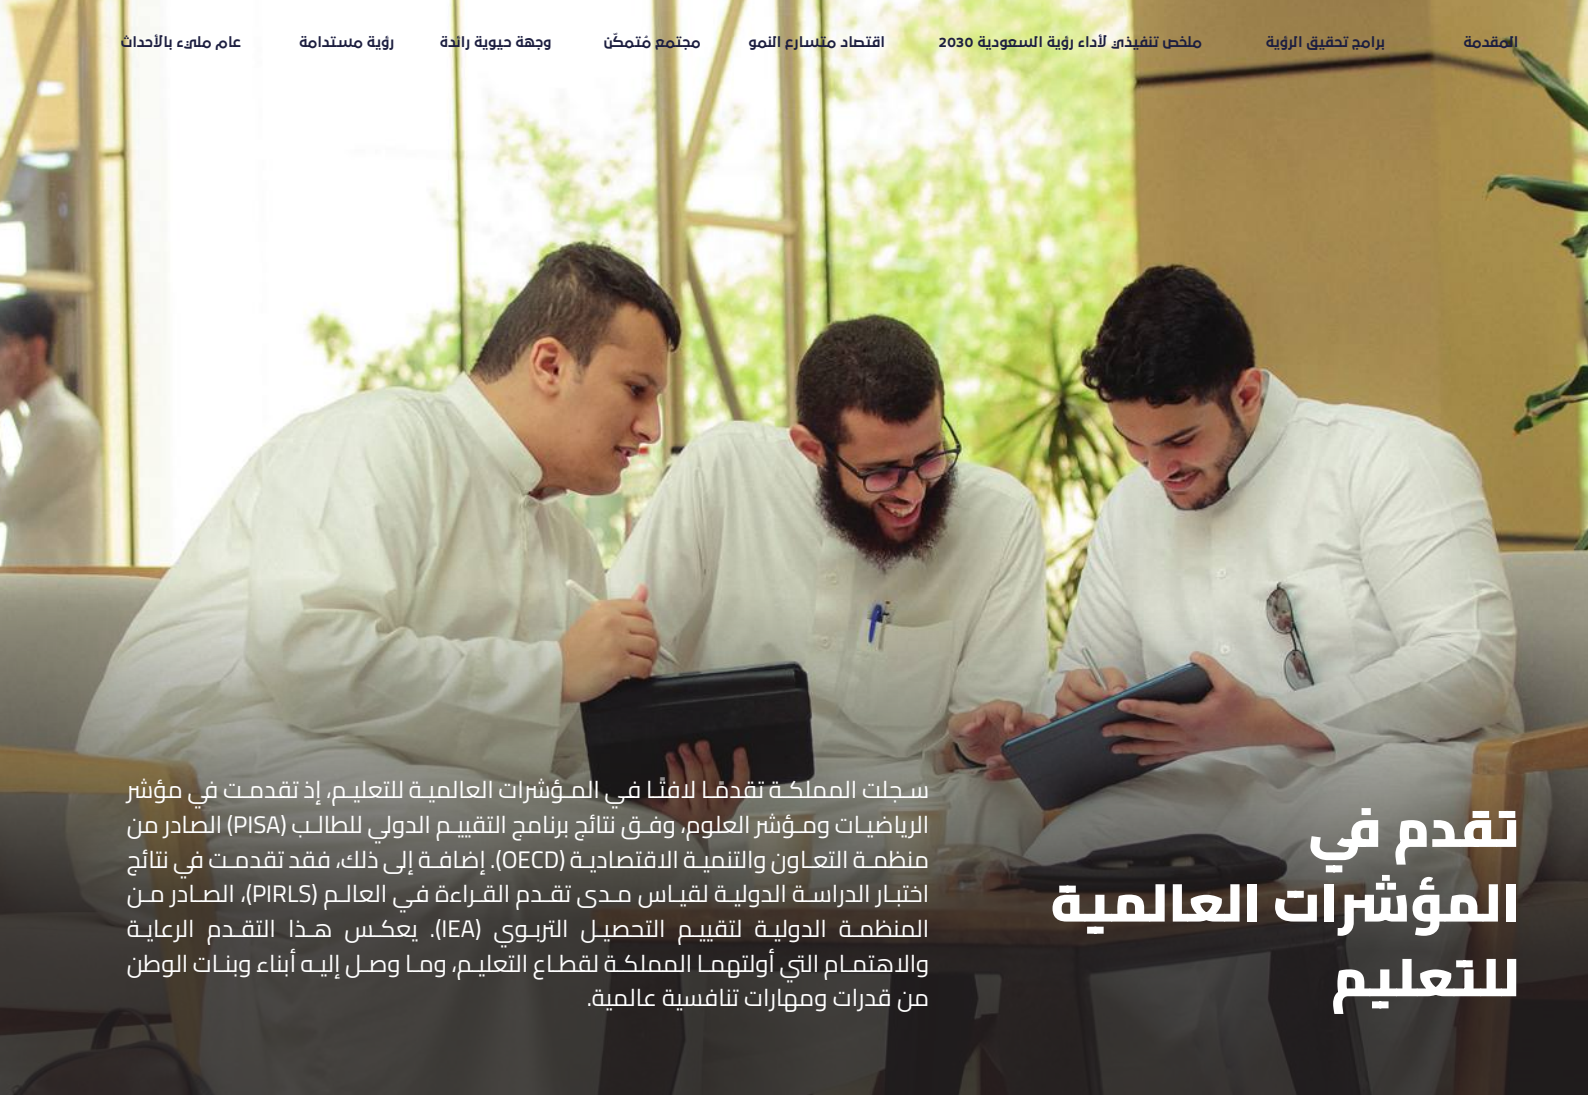 المقدمة
برامج تحقيق الرؤية
ملخص تنفيذي لأداء رؤية السعودية 2030
اقتصاد متسارع النمو
مجتمع مُتمكّن
وجهة حيوية رائدة
رؤية مستدامة
عام مليء بالأحداث
تقدم في
المؤشرات العالمية
للتعليم
سجلت المملكة تقدمًا لافتًا في المؤشرات العالمية للتعليم، إذ تقدمت في مؤشر
الرياضيات ومؤشر العلوم، وفق نتائج برنامج التقييم الدولي للطالب (PISA) الصادر من
منظمة التعاون والتنمية الاقتصادية (OECD). إضافة إلى ذلك، فقد تقدمت في نتائج
اختبار الدراسة الدولية لقياس مدى تقدم القراءة في العالم (PIRLS)، الصادر من
المنظمة الدولية لتقييم التحصيل التربوي (IEA). يعكس هذا التقدم الرعاية
والاهتمام التي أولتهما المملكة لقطاع التعليم، وما وصل إليه أبناء وبنات الوطن
من قدرات ومهارات تنافسية عالمية.